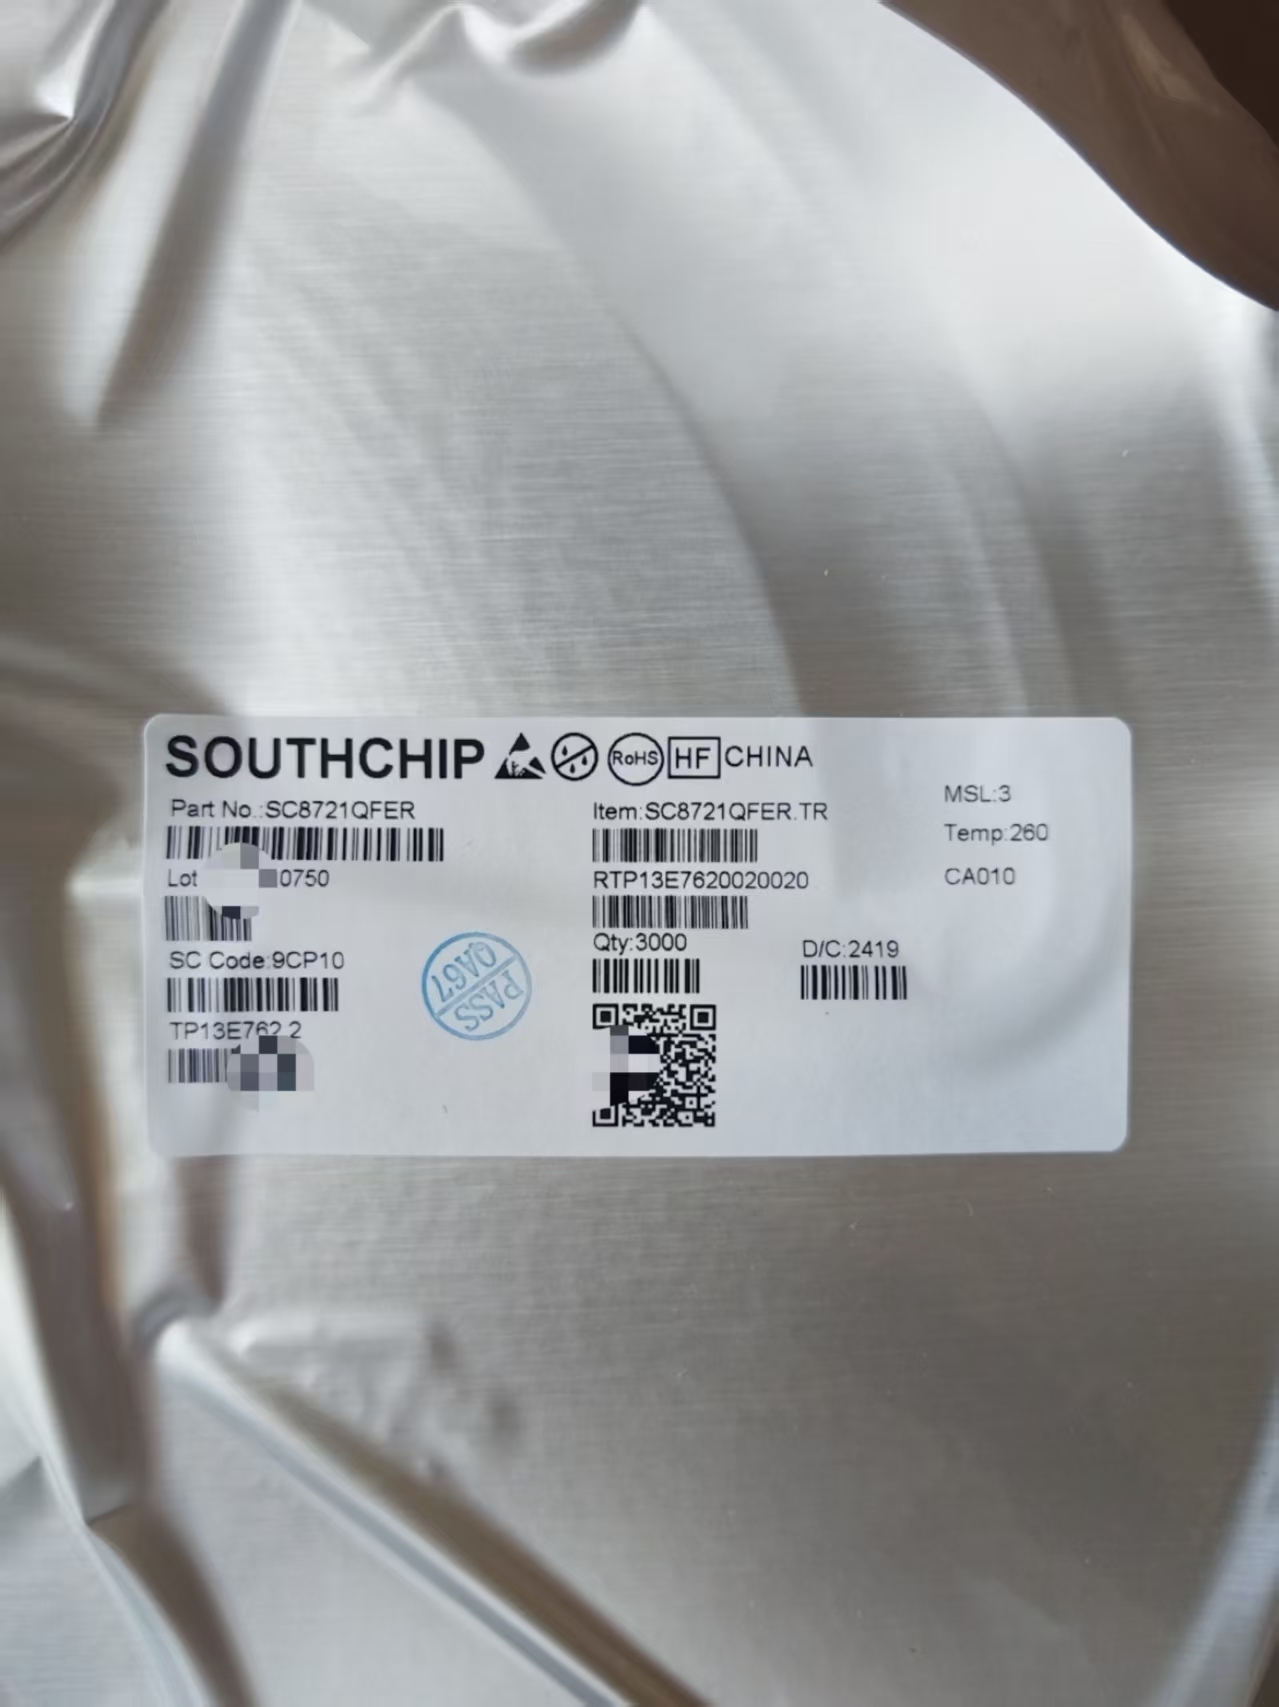 SOUTHCHIP RoHS HF CHINA
Part No.:SC8721QFER
Item:SC8721QFER.TR
MSL:3
Temp:260
Lot 0750
RTP13E7620020020
CA010
Qty:3000
D/C:2419
SC Code:9CP10
PASS
QA67
TP13E762 2